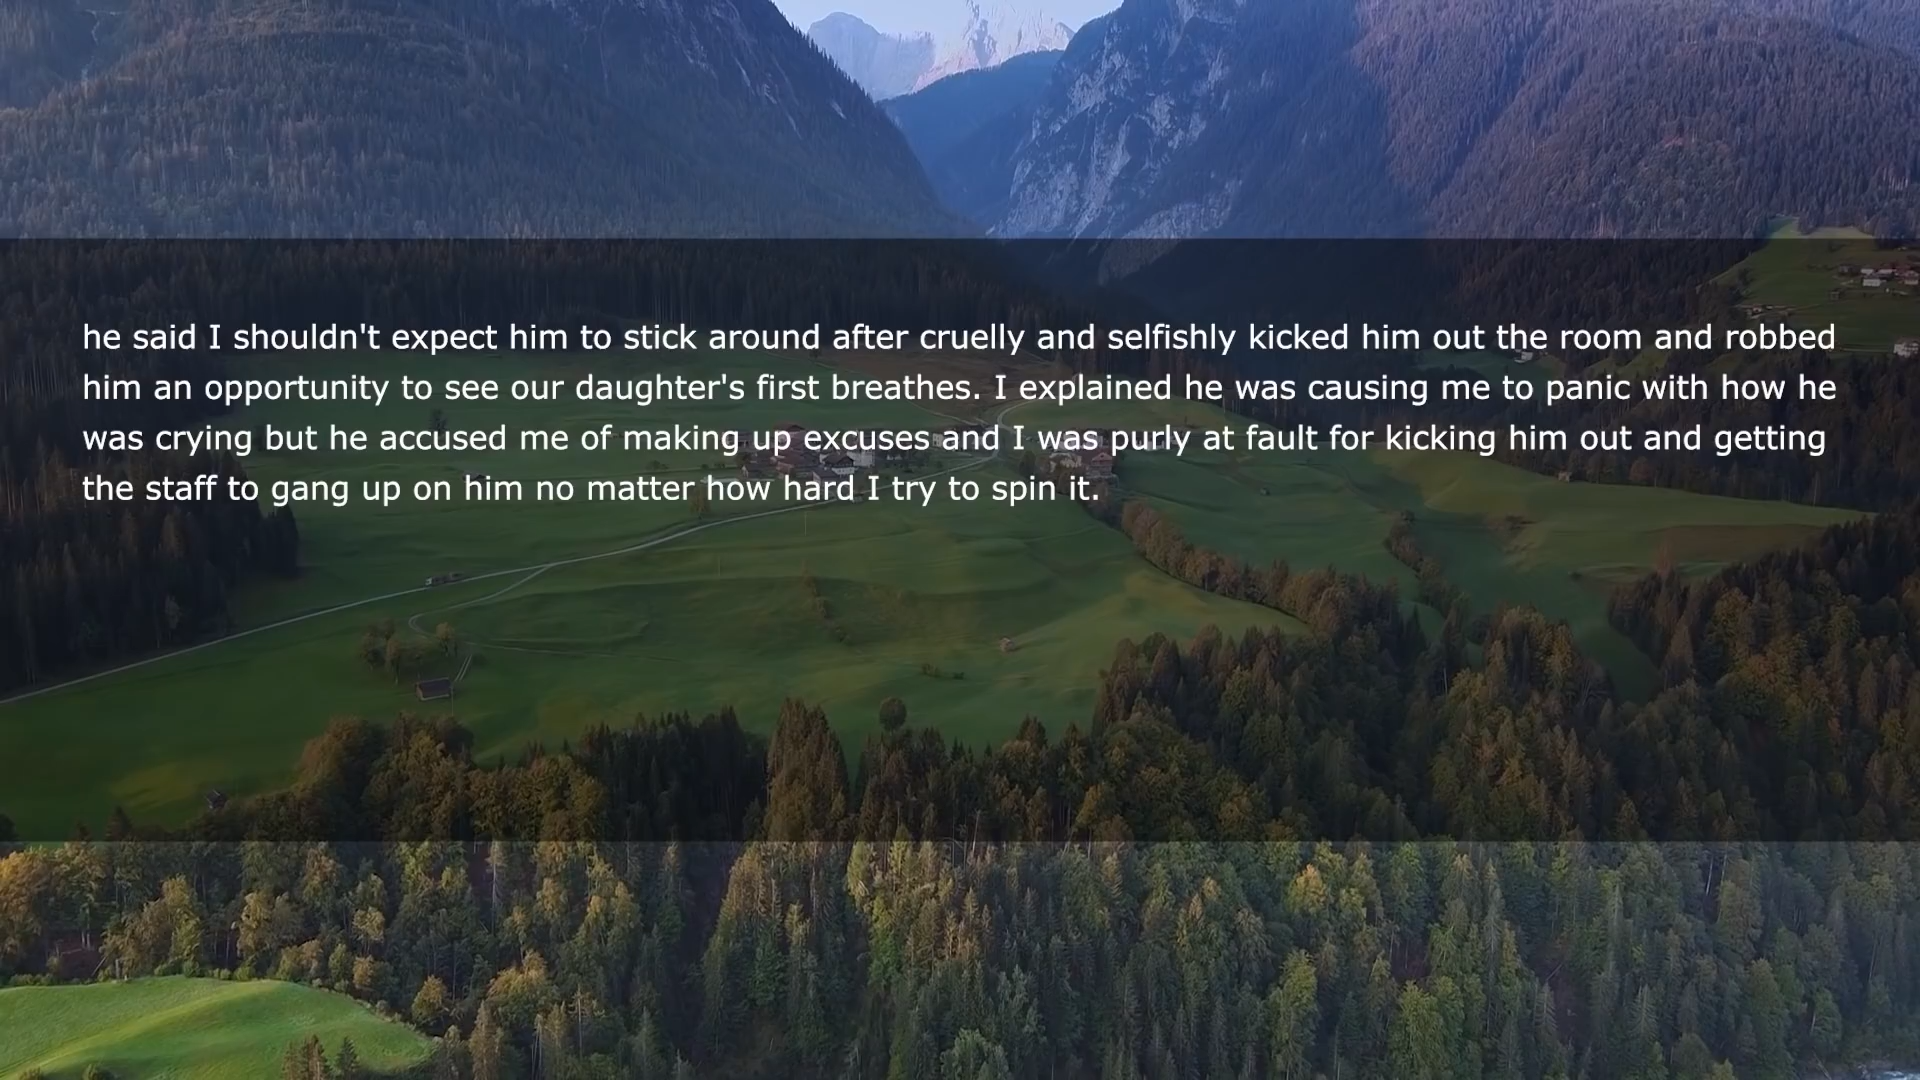 he said I shouldn't expect him to stick around after cruelly and selfishly kicked him out the room and robbed
him an opportunity to see our daughter's first breathes. I explained he was causing me to panic with how he
was crying but he accused me of making up excuses and I was purly at fault for kicking him out and getting
the staff to gang up on him no matter how hard I try to spin it.